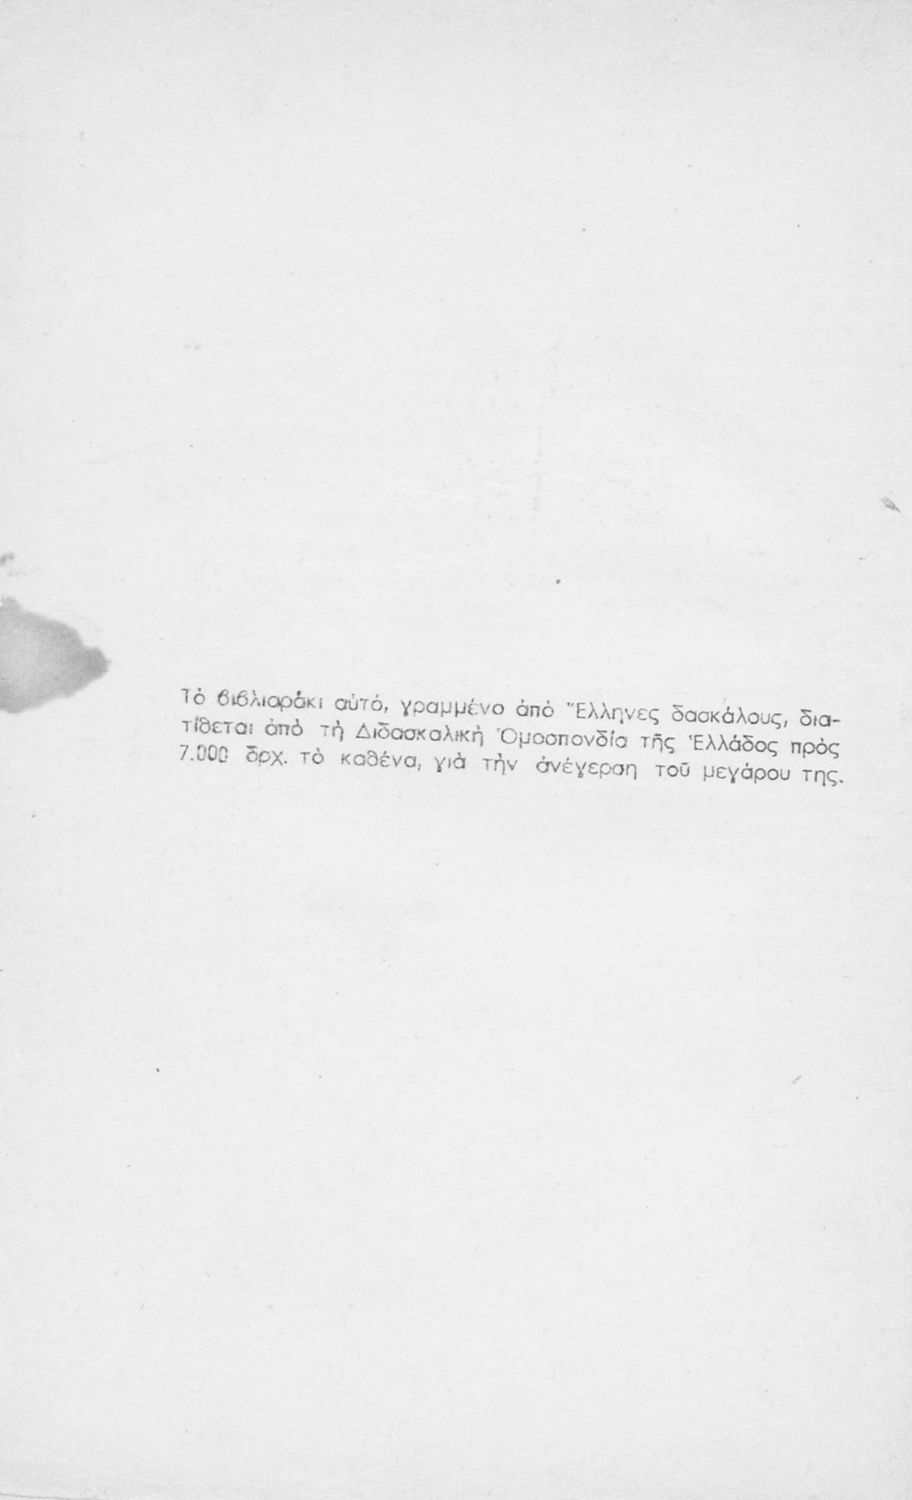 Τὸ βιβλιαράκι αὐτό, γραμμένο ἀπὸ Ἕλληνες δασκάλους, δια-
τίθεται ἀπὸ τὴ Διδασκαλικὴ Ὁμοσπονδία τῆς Ἑλλάδος πρὸς
7.000 δρχ. τὸ καθένα, γιὰ τὴν ἀνέγερση τοῦ μεγάρου της.